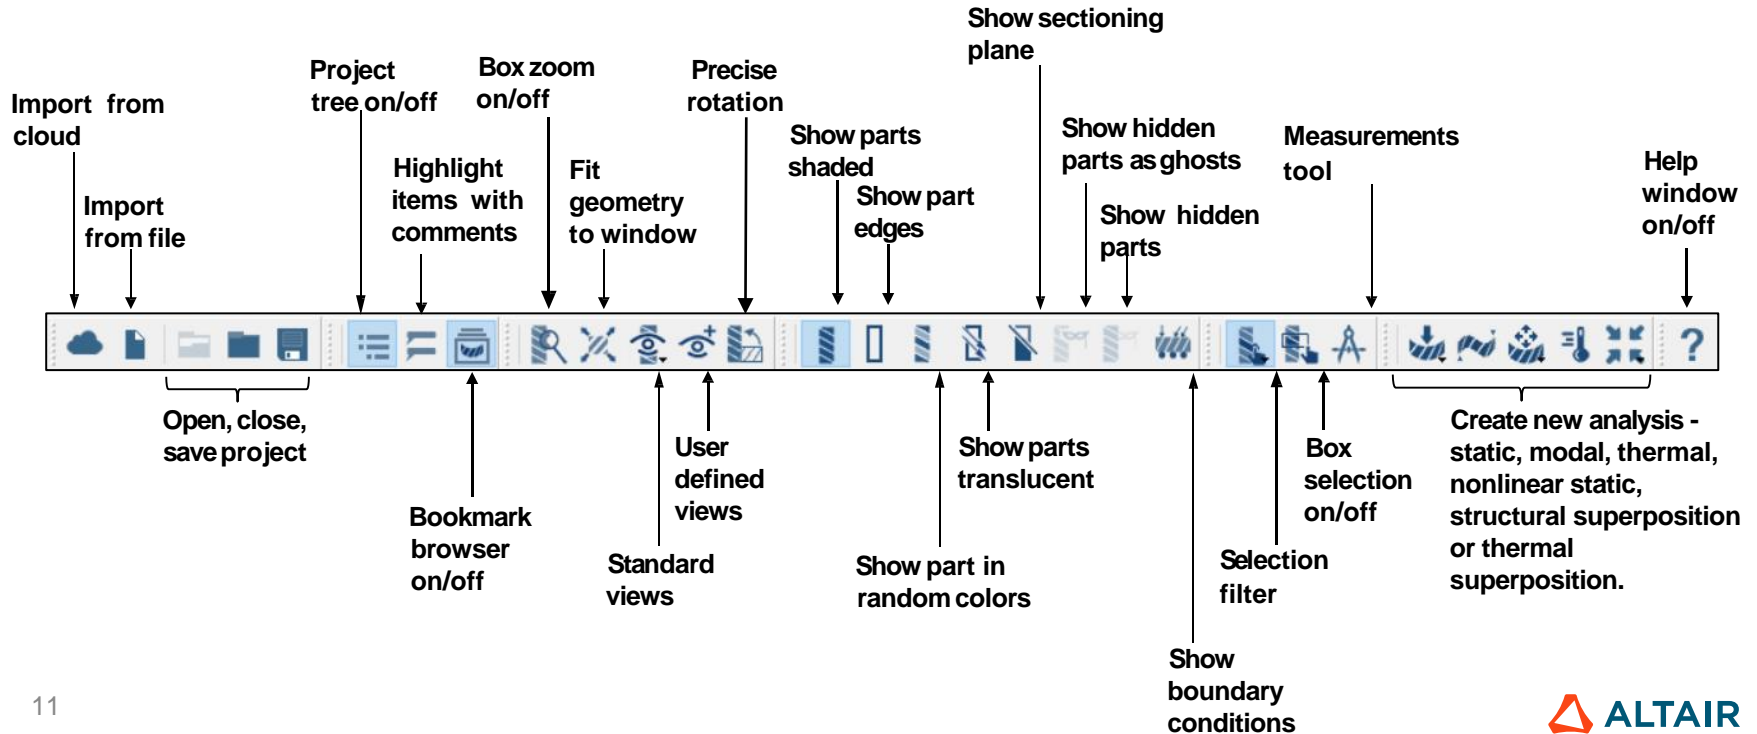 Show sectioning
plane
Project
tree on/off
Box zoom
on/off
Precise
rotation
Import from
cloud
Show parts
shaded
Show hidden
parts as ghosts
Measurements
tool
Help
window
on/off
Highlight
items with
comments
Fit
geometry
to window
Show part
edges
Import
from file
Show hidden
parts
?
Open, close,
save project
User
defined
views
Show parts
translucent
Box
selection
on/off
Create new analysis -
static, modal, thermal,
nonlinear static,
structural superposition
or thermal
superposition.
Bookmark
browser
on/off
Standard
views
Show part in
random colors
Selection
filter
Show
boundary
conditions
11
ALTAIR